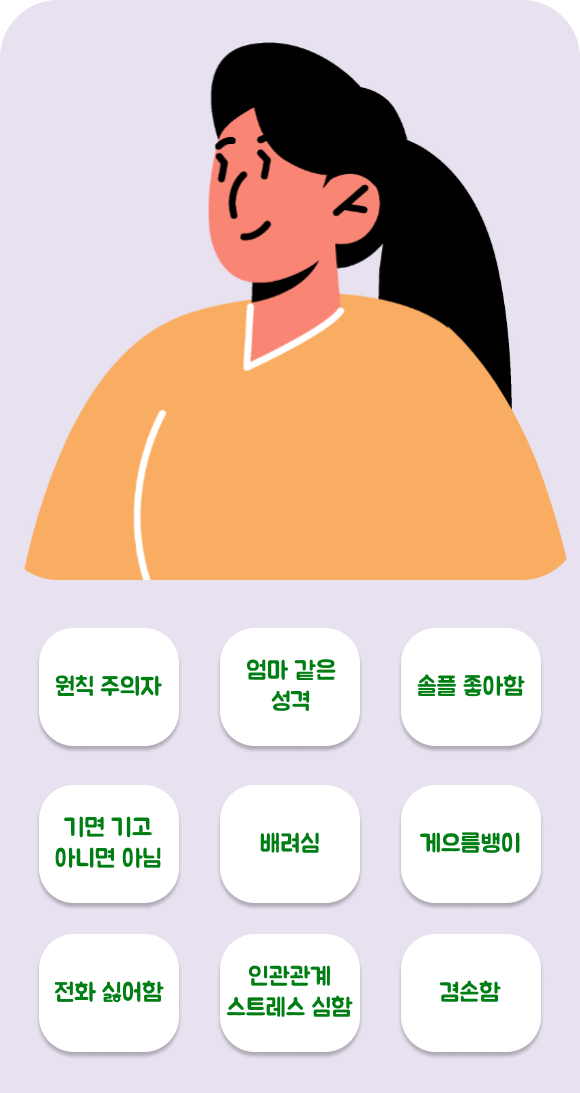 원칙 주의자
엄마 같은
성격
솔플 좋아함
기면 기고
아니면 아님
배려심
게으름뱅이
전화 싫어함
인관관계
스트레스 심함
겸손함